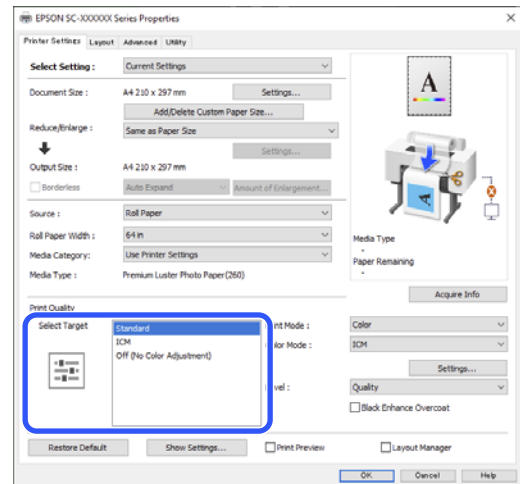 EPSON SC-XXXXXX Series Properties
Printer Settings Layout Advanced Utility
Select Setting : Current Settings
Document Size : A4 210 x 297 mm Settings...
Add/Delete Custom Paper Size...
Reduce/Enlarge : Same as Paper Size
Settings...
Output Size : A4 210 x 297 mm
Borderless Auto Expand Amount of Enlargement...
Source : Roll Paper
Roll Paper Width : 64 in
Media Category: Use Printer Settings
Media Type : Premium Luster Photo Paper(260)
A
A
Media Type
-
Paper Remaining
-
Acquire Info
Print Quality
Select Target
Standard
ICM
Off (No Color Adjustment)
int Mode : Color
lor Mode : ICM
Settings...
evel : Quality
Black Enhance Overcoat
Restore Default Show Settings... Print Preview Layout Manager
OK Cancel Help